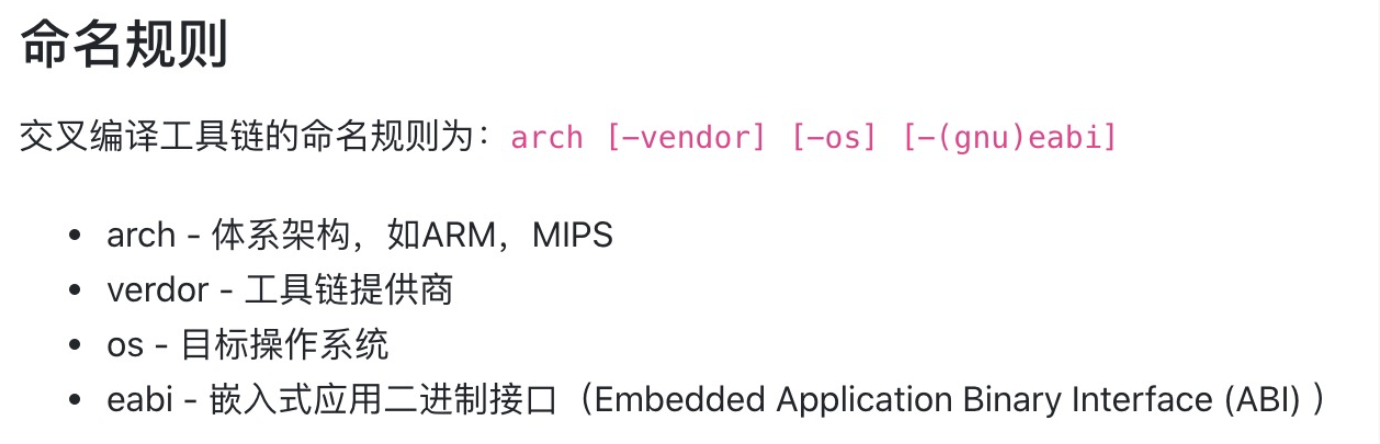 命名规则
交叉编译工具链的命名规则为：arch [-vendor] [-os] [-(gnu)eabi]
• arch - 体系架构，如ARM，MIPS
• verdor - 工具链提供商
• os - 目标操作系统
• eabi - 嵌入式应用二进制接口（Embedded Application Binary Interface (ABI) ）